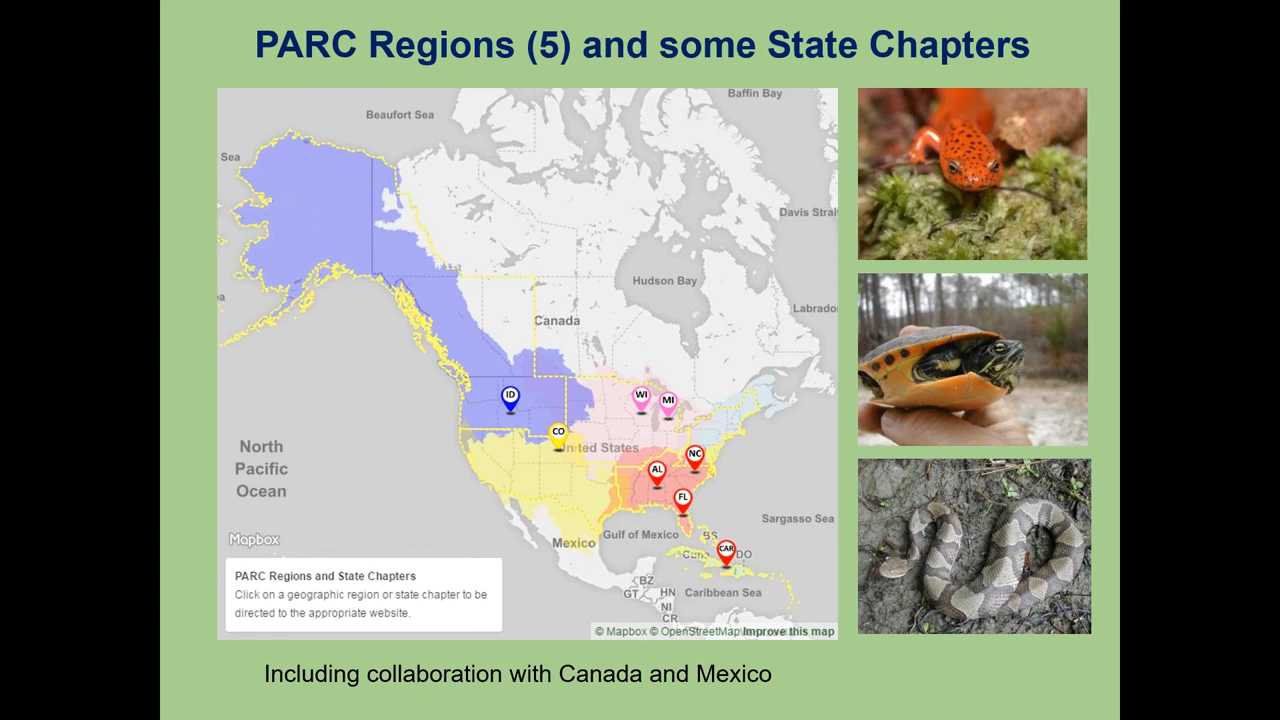 PARC Regions (5) and some State Chapters
Baffin Bay
Beaufort Sea
Sea
Davis Strai
Hudson Bay
Labrador
Canada
ID
WI
MI
CO
United States
North
Pacific
Ocean
NC
AL
FL
Sargasso Sea
Gulf of Mexico
BS
Mexico
Mapbox
CAR
Cuba
DO
PARC Regions and State Chapters
Click on a geographic region or state chapter to be
directed to the appropriate website.
BZ
GT
HN
Caribbean Sea
NI
CR
© Mapbox © OpenStreetMap Improve this map
Including collaboration with Canada and Mexico